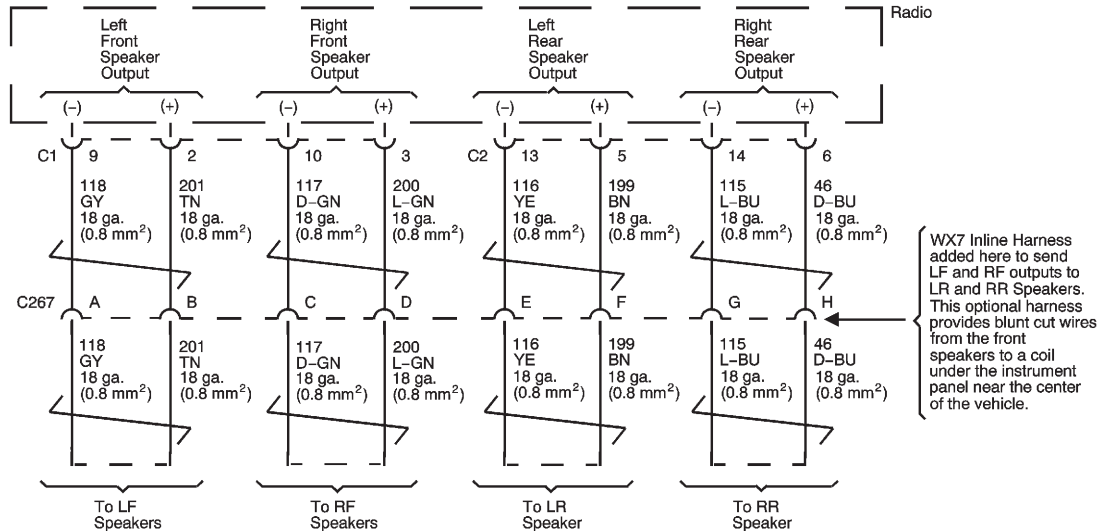 Radio
Left Front Speaker Output
Right Front Speaker Output
Left Rear Speaker Output
Right Rear Speaker Output
(-) (+) (-) (+) (-) (+) (-) (+)
C1 9 2 10 3 C2 13 5 14 6
118 201 117 200 116 199 115 46
GY TN D-GN L-GN YE BN L-BU D-BU
18 ga. 18 ga. 18 ga. 18 ga. 18 ga. 18 ga. 18 ga. 18 ga.
(0.8 mm²) (0.8 mm²) (0.8 mm²) (0.8 mm²) (0.8 mm²) (0.8 mm²) (0.8 mm²) (0.8 mm²)
WX7 Inline Harness
added here to send
LF and RF outputs to
LR and RR Speakers.
This optional harness
provides blunt cut wires
from the front
speakers to a coil
under the instrument
panel near the center
of the vehicle.
C267 A B C D E F G H
118 201 117 200 116 199 115 46
GY TN D-GN L-GN YE BN L-BU D-BU
18 ga. 18 ga. 18 ga. 18 ga. 18 ga. 18 ga. 18 ga. 18 ga.
(0.8 mm²) (0.8 mm²) (0.8 mm²) (0.8 mm²) (0.8 mm²) (0.8 mm²) (0.8 mm²) (0.8 mm²)
To LF Speakers
To RF Speakers
To LR Speaker
To RR Speaker